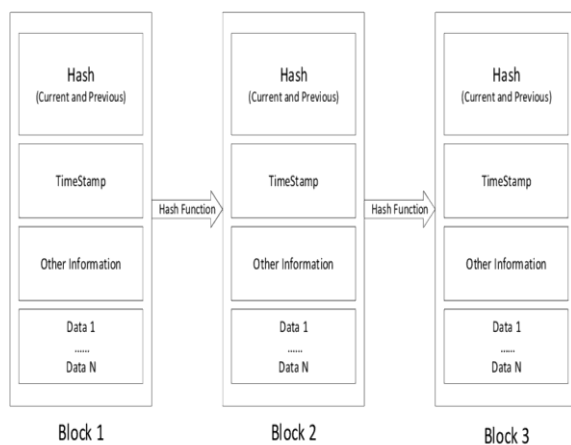 Hash
(Current and Previous)
TimeStamp
Other Information
Data 1
......
Data N
Block 1
Hash Function
Hash
(Current and Previous)
TimeStamp
Other Information
Data 1
......
Data N
Block 2
Hash Function
Hash
(Current and Previous)
TimeStamp
Other Information
Data 1
......
Data N
Block 3